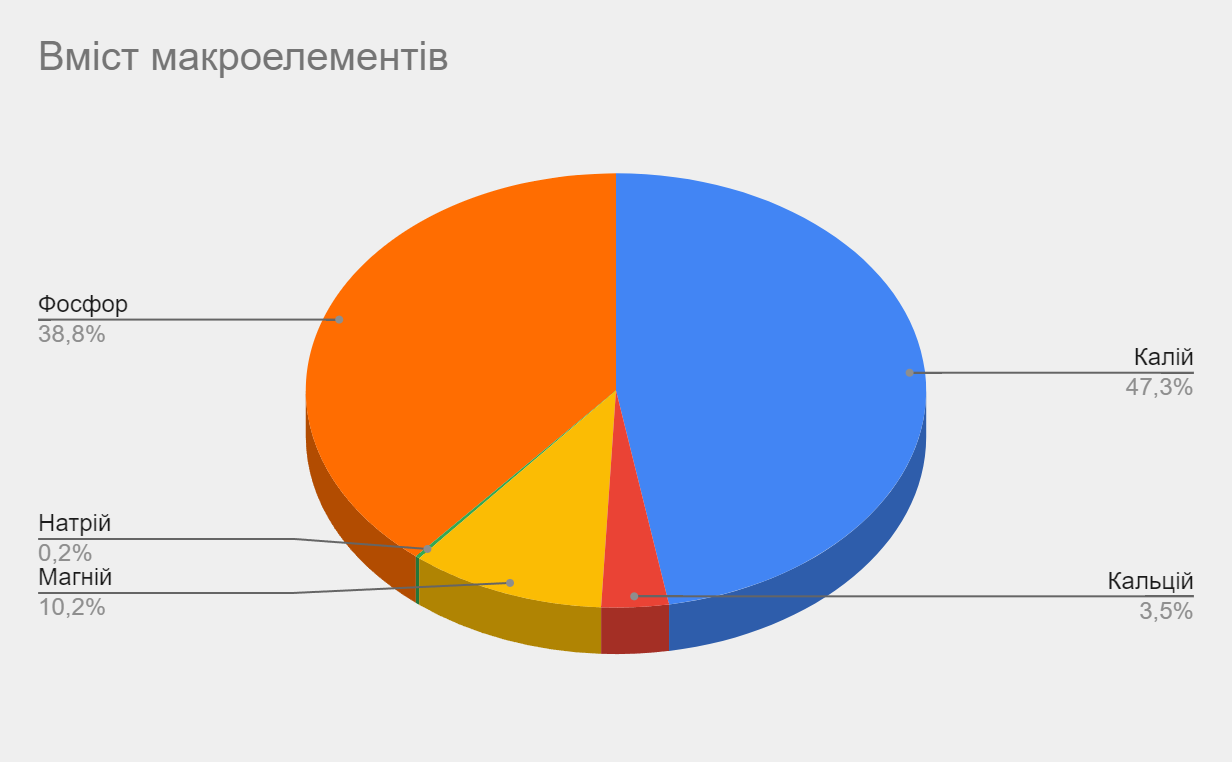 Вміст макроелементів
Фосфор
38,8%
Калій
47,3%
Натрій
0,2%
Магній
10,2%
Кальцій
3,5%